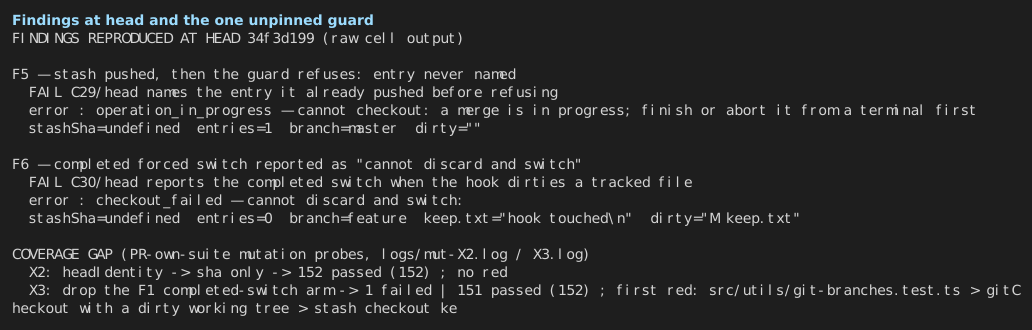 Findings at head and the one unpinned guard
FINDINGS REPRODUCED AT HEAD 34f3d199 (raw cell output)
F5 — stash pushed, then the guard refuses: entry never named
FAIL C29/head names the entry it already pushed before refusing
error : operation_in_progress — cannot checkout: a merge is in progress; finish or abort it from a terminal first
stashSha=undefined entries=1 branch=master dirty=""
F6 — completed forced switch reported as "cannot discard and switch"
FAIL C30/head reports the completed switch when the hook dirties a tracked file
error : checkout_failed — cannot discard and switch:
stashSha=undefined entries=0 branch=feature keep.txt="hook touched\n" dirty="M keep.txt"
COVERAGE GAP (PR-own-suite mutation probes, logs/mut-X2.log / X3.log)
X2: headIdentity -> sha only -> 152 passed (152) ; no red
X3: drop the F1 completed-switch arm -> 1 failed | 151 passed (152) ; first red: src/utils/git-branches.test.ts > gitC
heckout with a dirty working tree > stash checkout ke